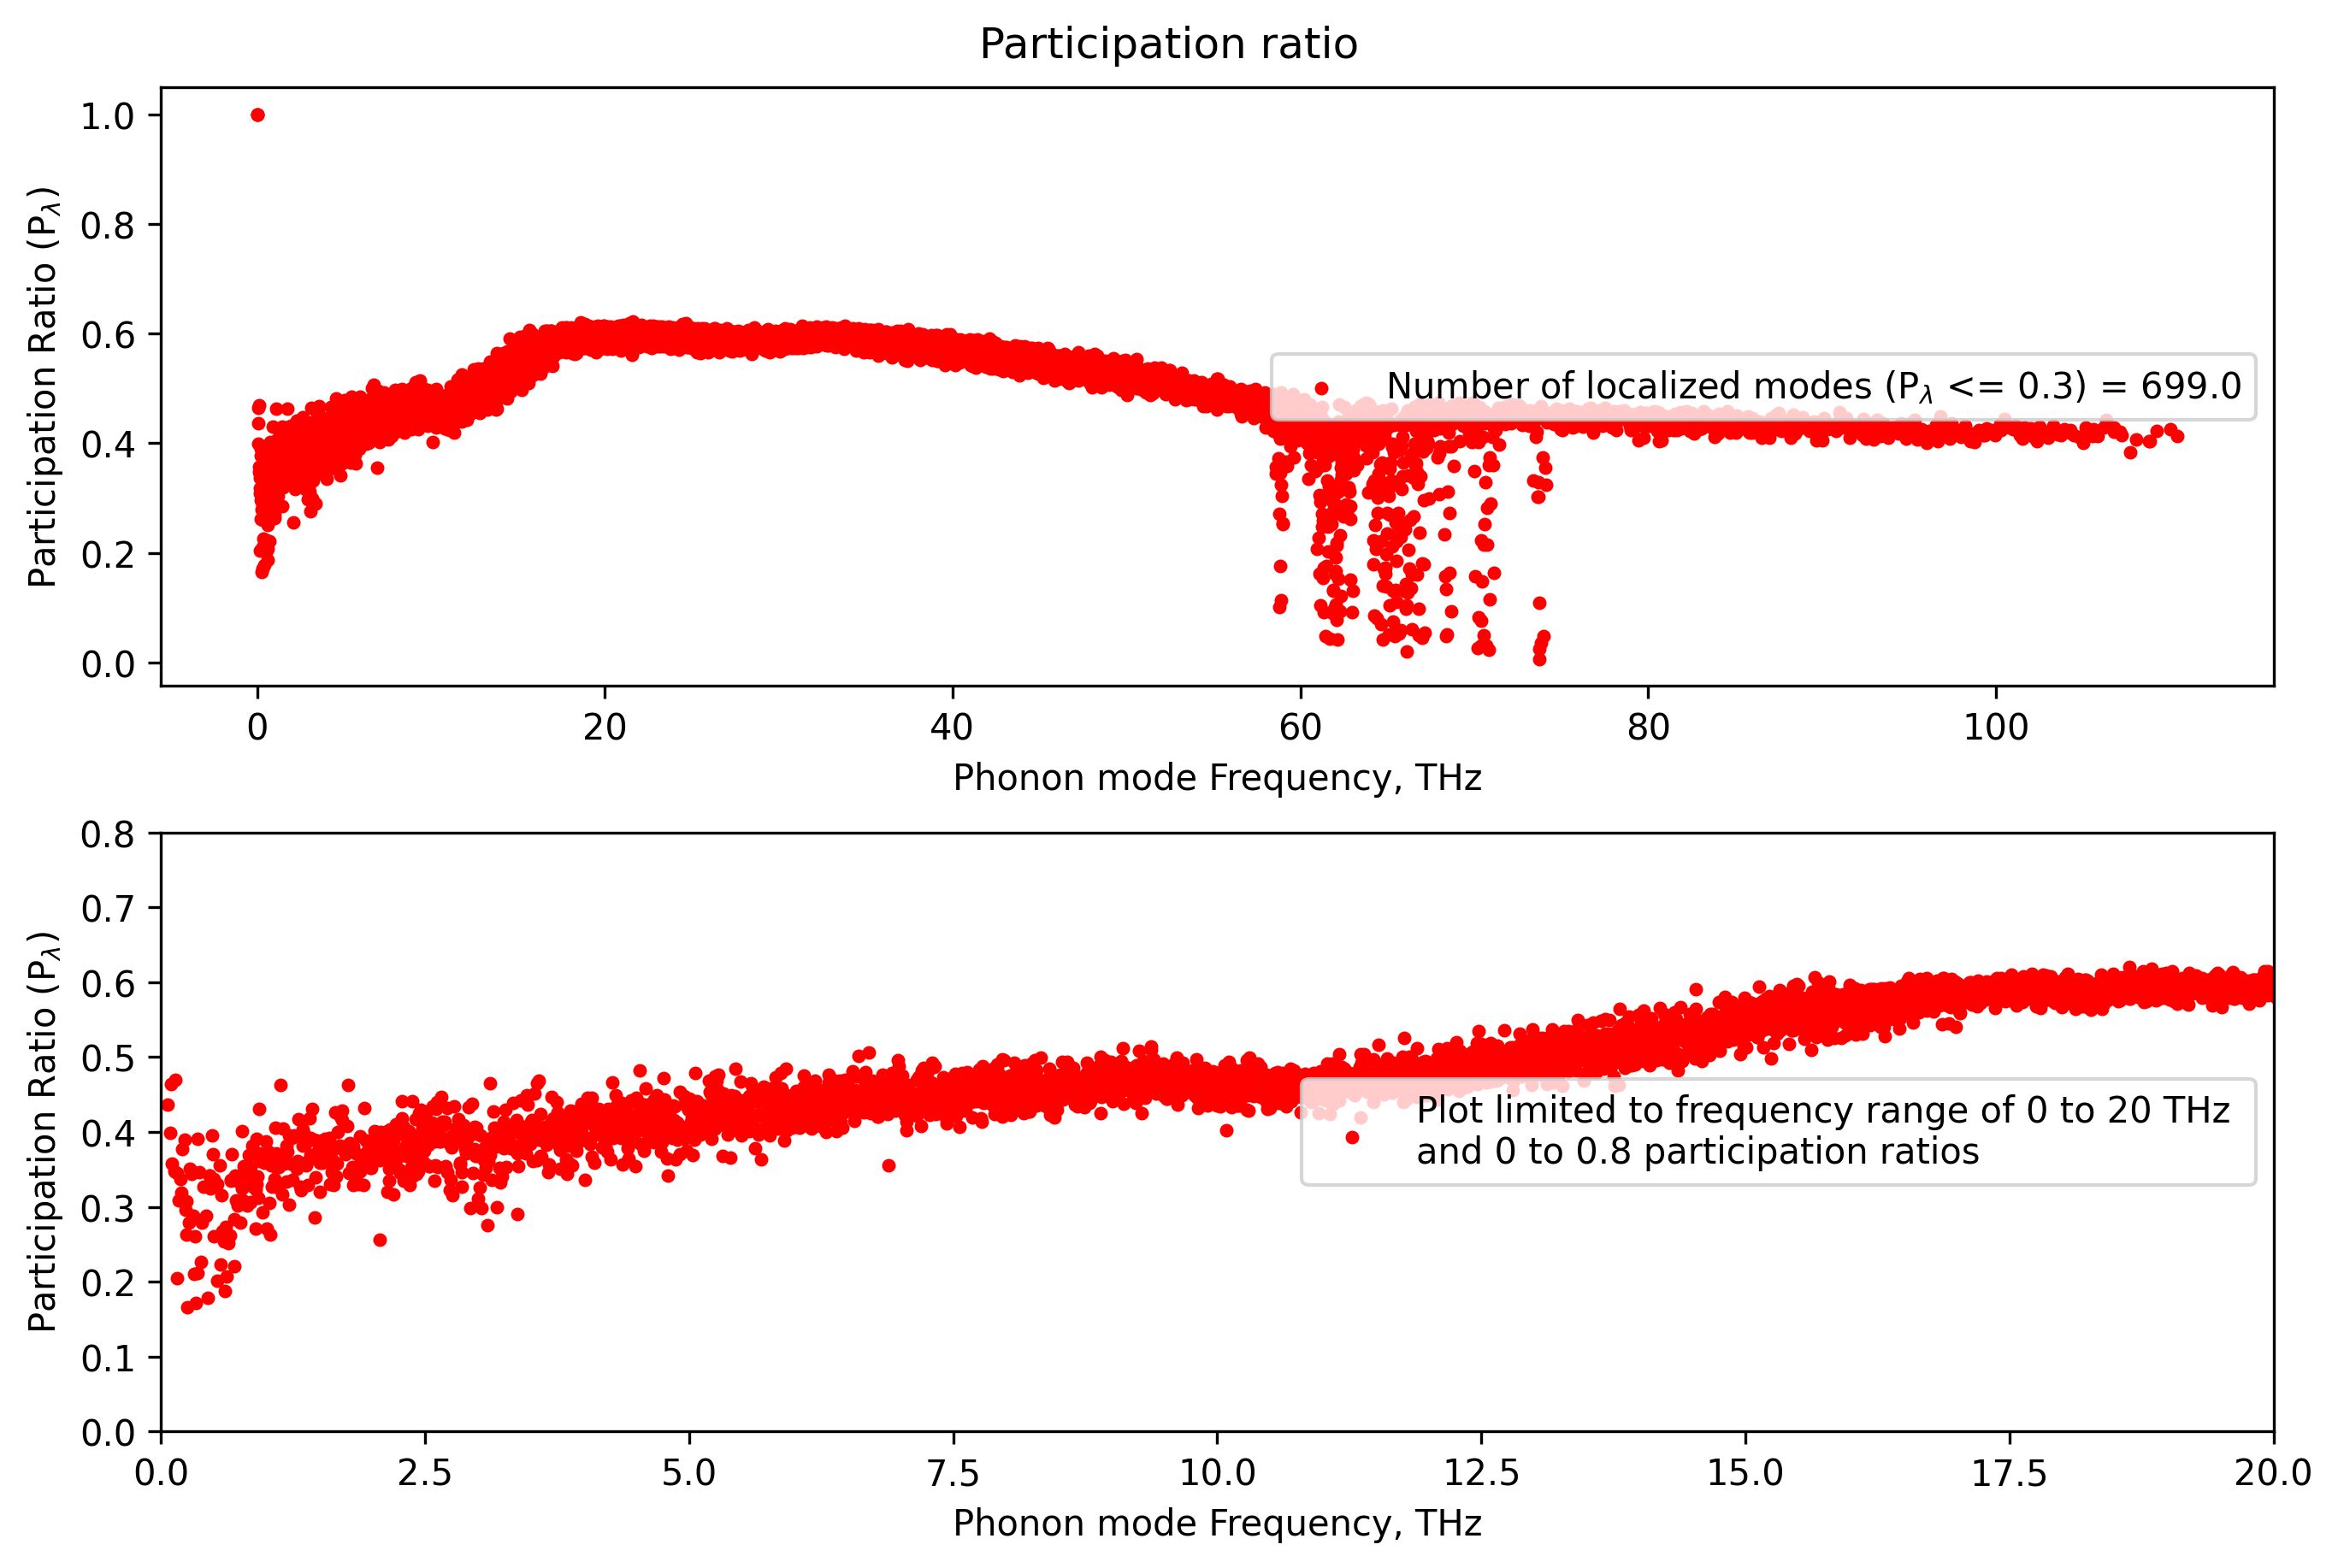 Participation ratio
1.0
0.8
0.6
0.4
0.2
0.0
Participation Ratio (Pλ)
Number of localized modes (Pλ <= 0.3) = 699.0
0 20 40 60 80 100
Phonon mode Frequency, THz
0.8
0.7
0.6
0.5
0.4
0.3
0.2
0.1
0.0
Participation Ratio (Pλ)
Plot limited to frequency range of 0 to 20 THz
and 0 to 0.8 participation ratios
0.0 2.5 5.0 7.5 10.0 12.5 15.0 17.5 20.0
Phonon mode Frequency, THz